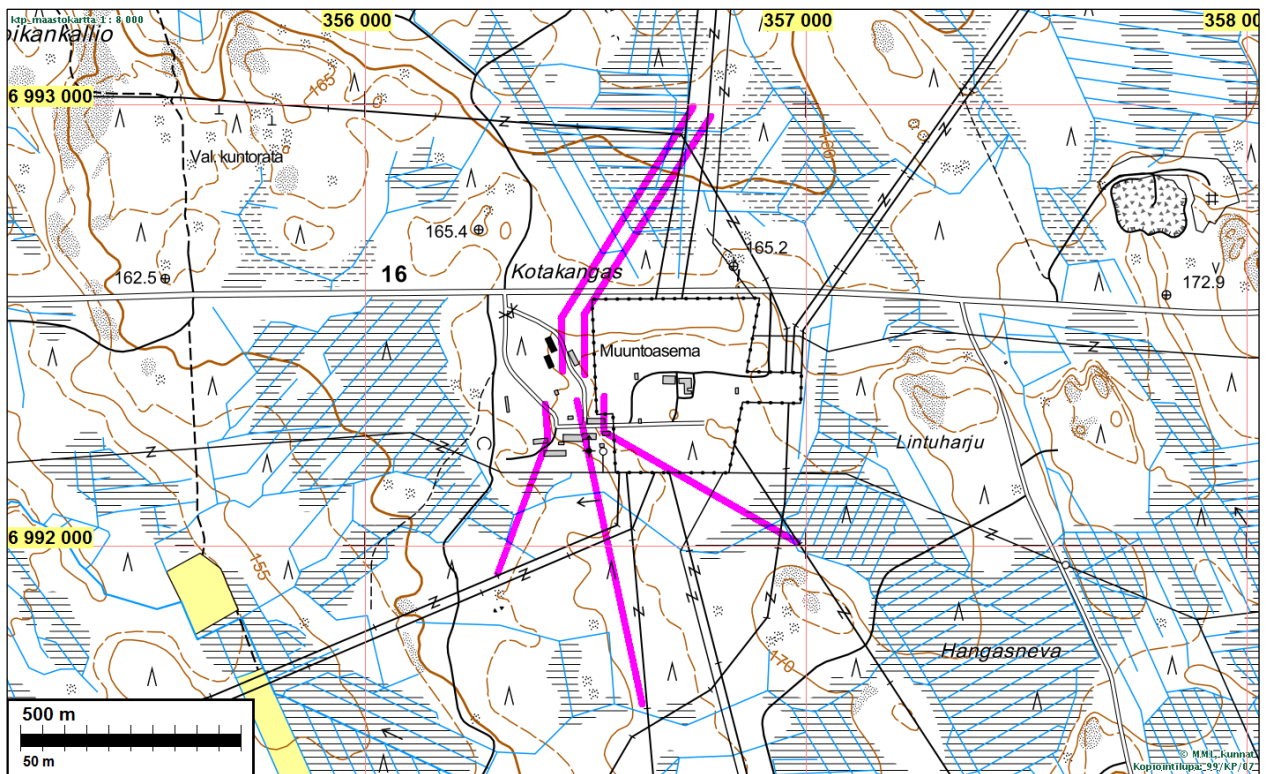 ktp_maastokartta 1 : 8 000
356 000
357 000
358 00
oikankallio
6 993 000
165
Val. kuntorata
160
165.4
165.2
162.5
16
Kotakangas
172.9
Muuntoasema
Lintuharju
6 992 000
155
170
Hangasneva
500 m
50 m
© MML, kunnat
Kopiointilupa: 99/KP/07